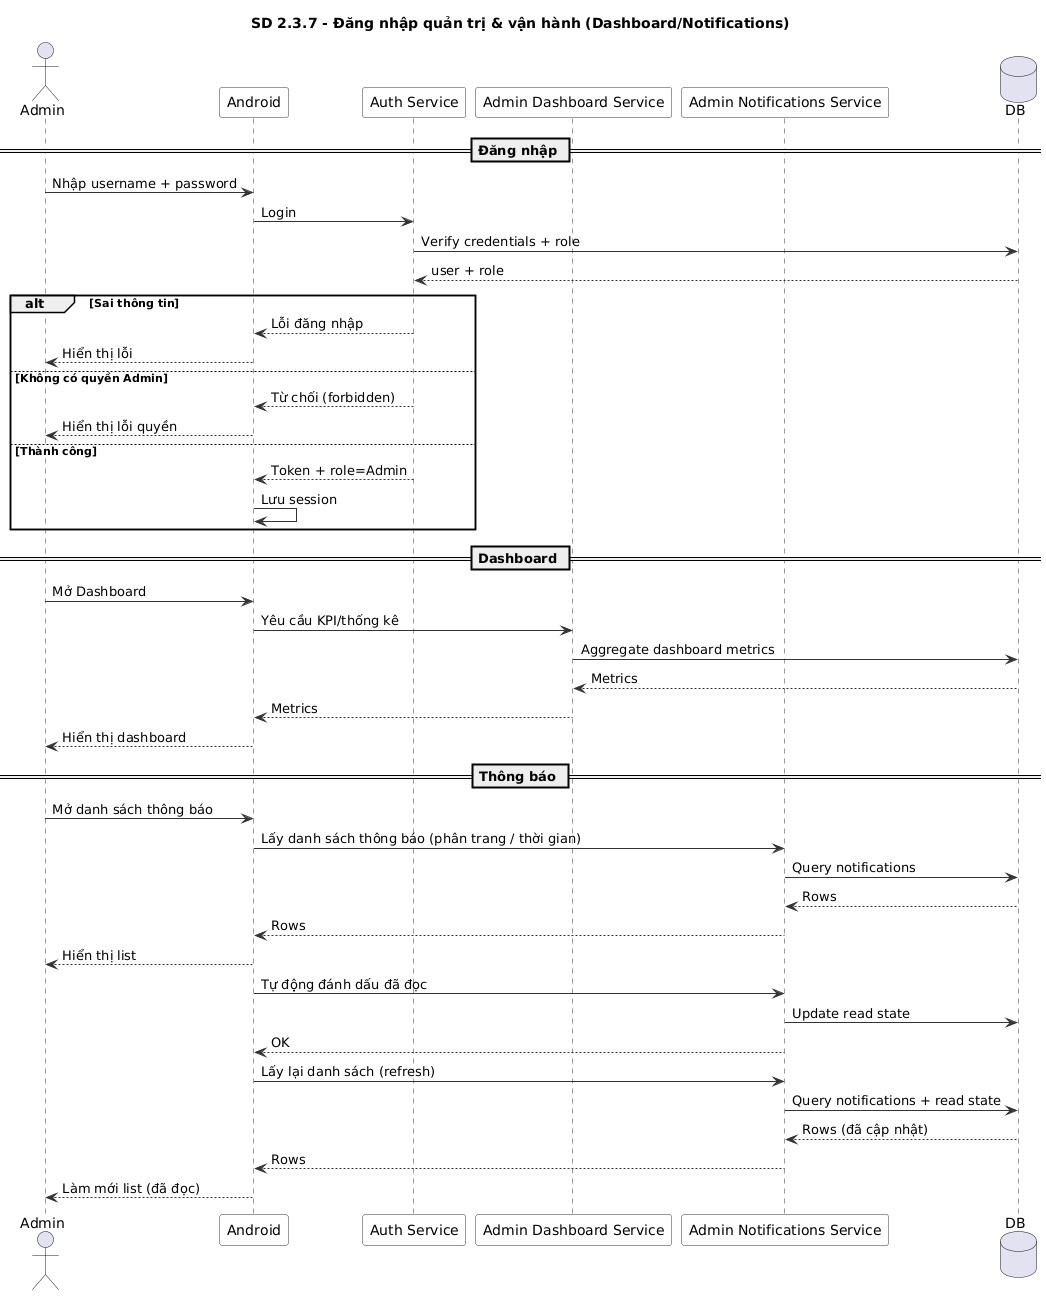 SD 2.3.7 - Đăng nhập quản trị & vận hành (Dashboard/Notifications)
Admin
Android
Auth Service
Admin Dashboard Service
Admin Notifications Service
DB
Đăng nhập
Nhập username + password
Login
Verify credentials + role
user + role
alt
[Sai thông tin]
Lỗi đăng nhập
Hiển thị lỗi
[Không có quyền Admin]
Từ chối (forbidden)
Hiển thị lỗi quyền
[Thành công]
Token + role=Admin
Lưu session
Dashboard
Mở Dashboard
Yêu cầu KPI/thống kê
Aggregate dashboard metrics
Metrics
Metrics
Hiển thị dashboard
Thông báo
Mở danh sách thông báo
Lấy danh sách thông báo (phân trang / thời gian)
Query notifications
Rows
Rows
Hiển thị list
Tự động đánh dấu đã đọc
Update read state
OK
Lấy lại danh sách (refresh)
Query notifications + read state
Rows (đã cập nhật)
Rows
Làm mới list (đã đọc)
Admin
Android
Auth Service
Admin Dashboard Service
Admin Notifications Service
DB